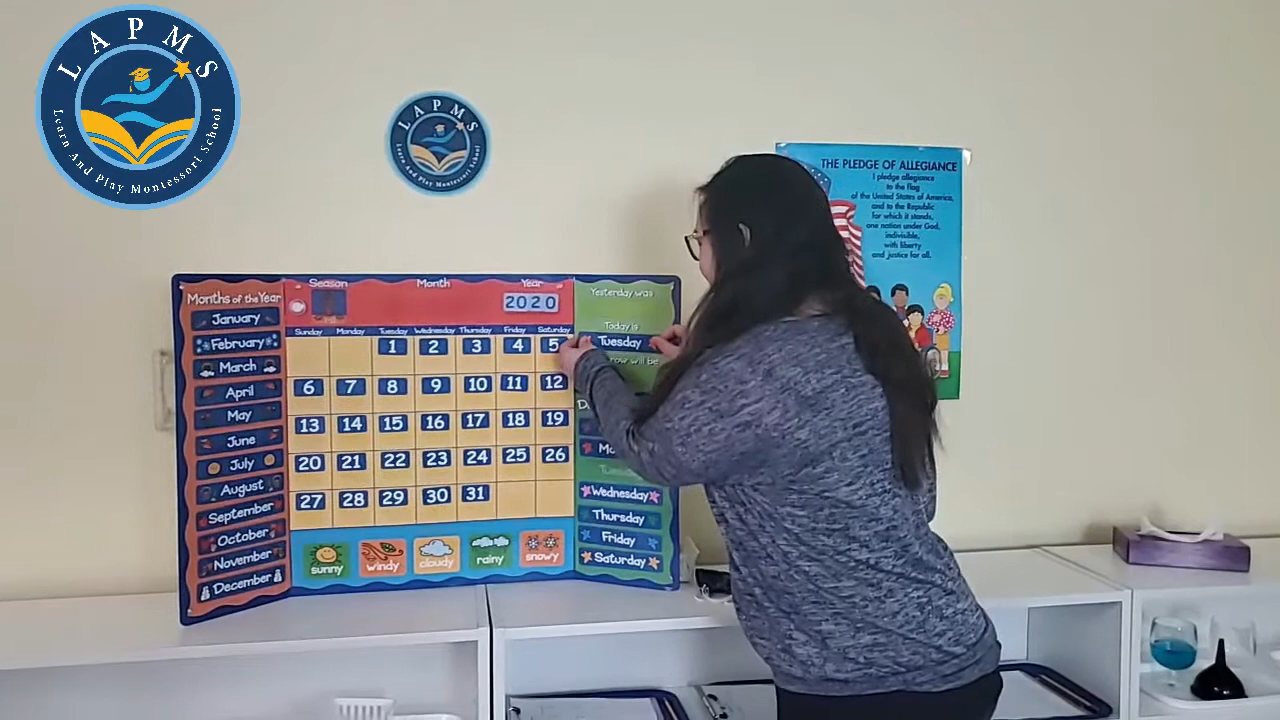 LAPMS
Learn And Play Montessori School
LAPMS
Learn And Play Montessori School
THE PLEDGE OF ALLEGIANCE
I pledge allegiance
to the flag
of the United States of America,
and to the Republic
for which it stands,
one nation under God,
indivisible,
with liberty
and justice for all.
Months of the Year
January
February
March
April
May
June
July
August
September
October
November
December
Season Month Year
2020
Sunday Monday Tuesday Wednesday Thursday Friday Saturday
1 2 3 4 5
6 7 8 9 10 11 12
13 14 15 16 17 18 19
20 21 22 23 24 25 26
27 28 29 30 31
sunny windy cloudy rainy snowy
Yesterday was
Today is
Tuesday
will be
Tuesday
Wednesday
Thursday
Friday
Saturday